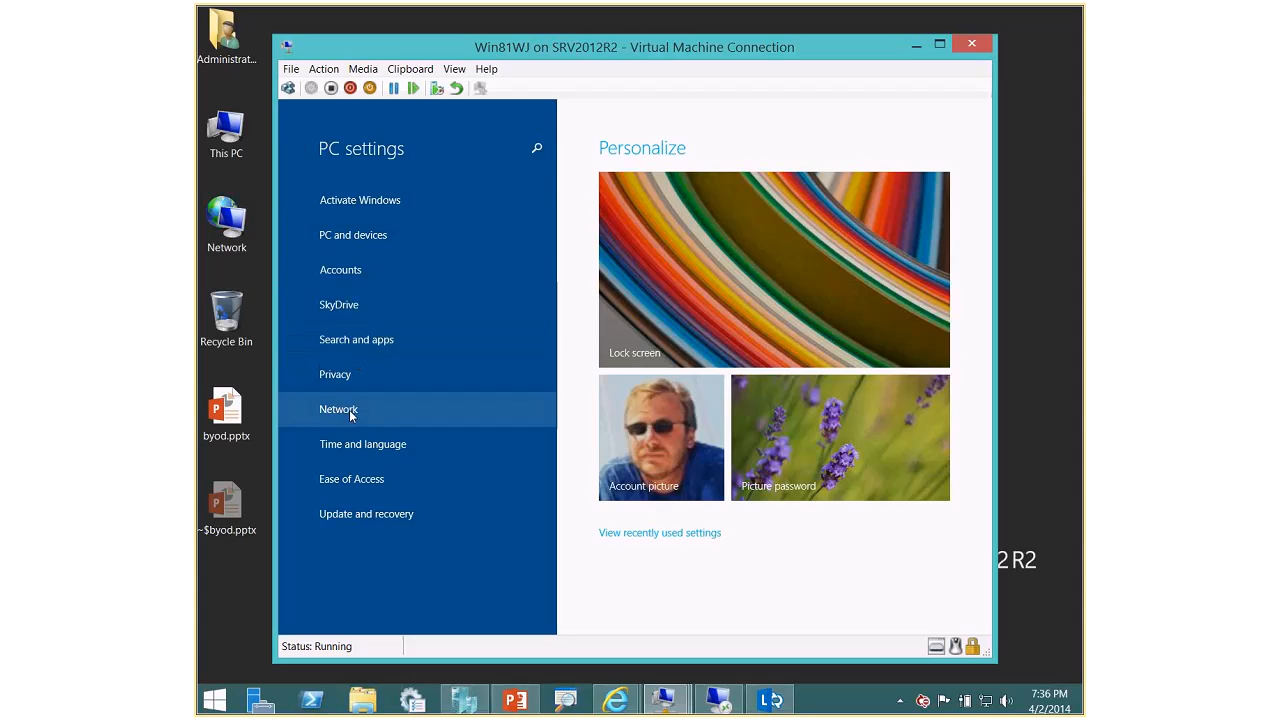 Administrat...
This PC
Network
Recycle Bin
byod.pptx
~$byod.pptx
Win81WJ on SRV2012R2 - Virtual Machine Connection
File Action Media Clipboard View Help
PC settings
Activate Windows
PC and devices
Accounts
SkyDrive
Search and apps
Privacy
Network
Time and language
Ease of Access
Update and recovery
Personalize
Lock screen
Account picture
Picture password
View recently used settings
Status: Running
2R2
7:36 PM
4/2/2014